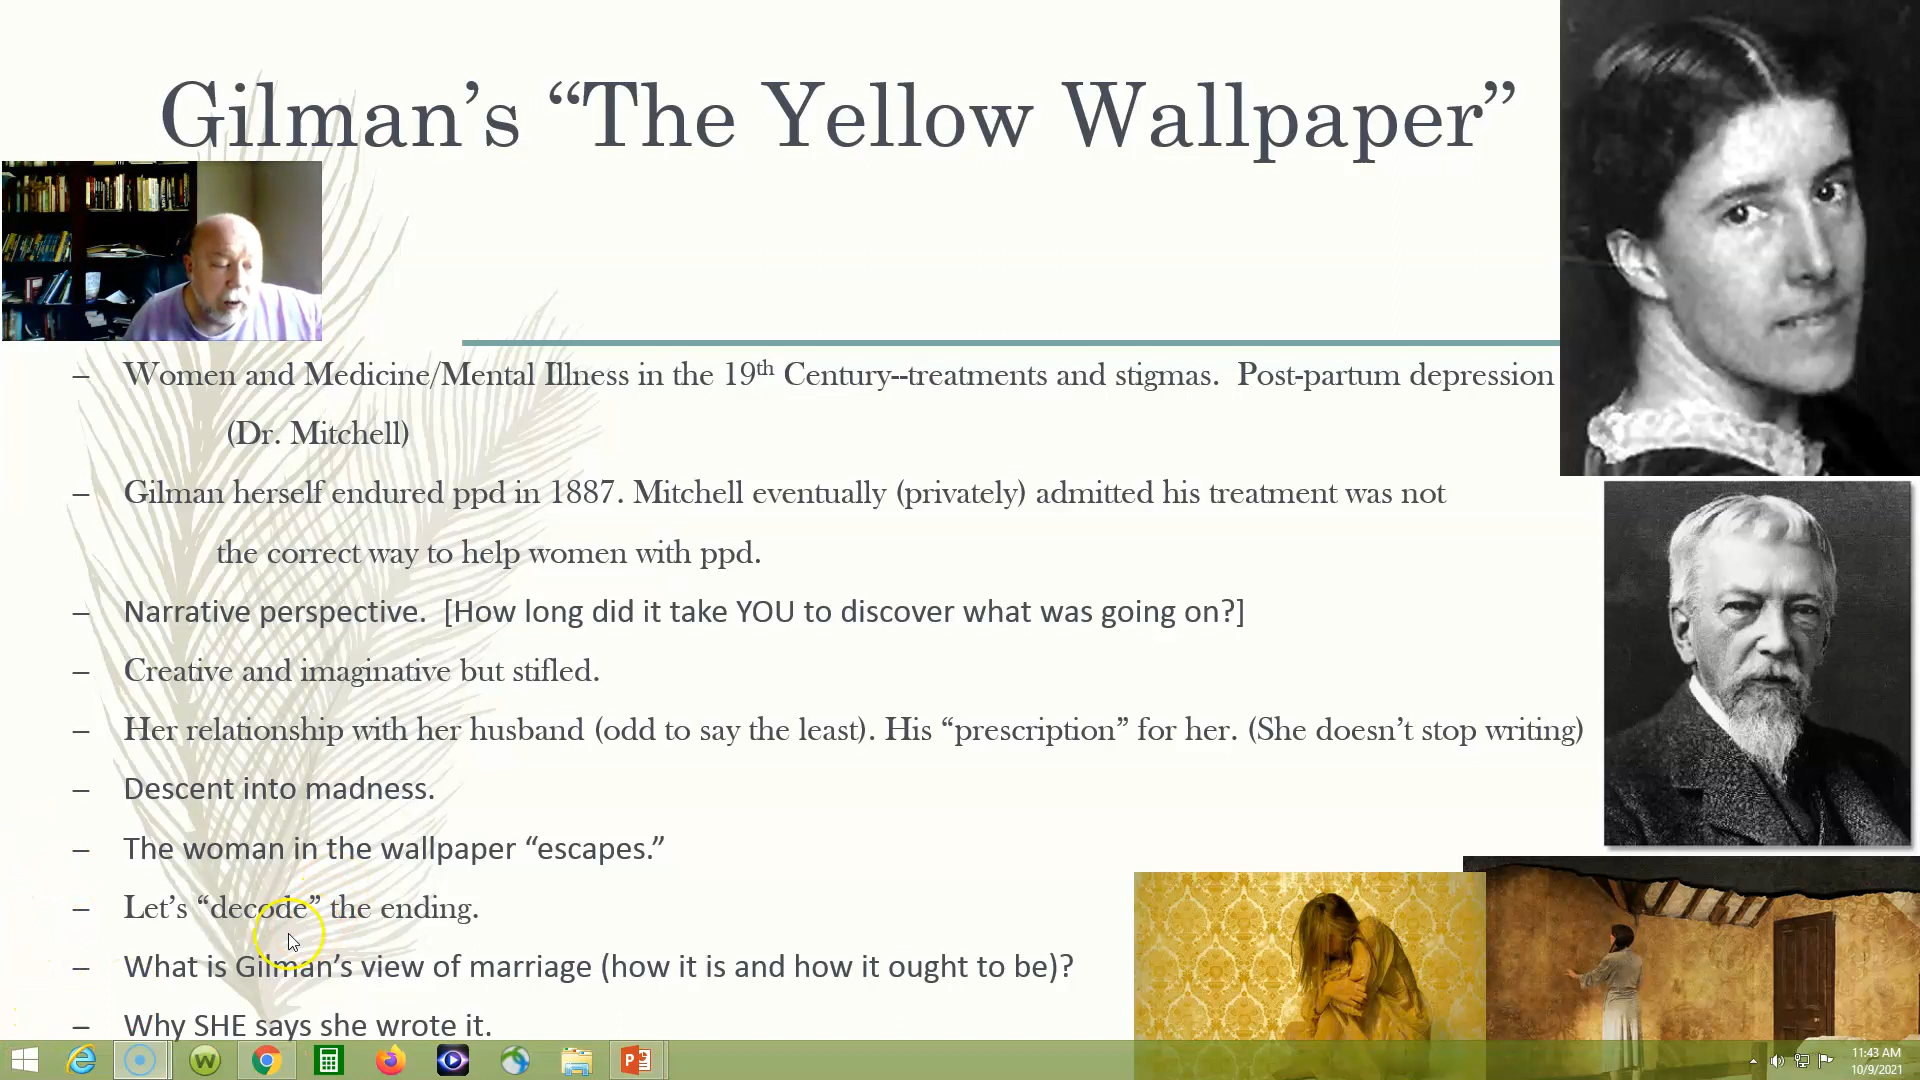 Gilman’s “The Yellow Wallpaper”
– Women and Medicine/Mental Illness in the 19th Century--treatments and stigmas.  Post-partum depression
(Dr. Mitchell)
– Gilman herself endured ppd in 1887. Mitchell eventually (privately) admitted his treatment was not
the correct way to help women with ppd.
– Narrative perspective.  [How long did it take YOU to discover what was going on?]
– Creative and imaginative but stifled.
– Her relationship with her husband (odd to say the least). His “prescription” for her. (She doesn’t stop writing)
– Descent into madness.
– The woman in the wallpaper “escapes.”
– Let’s “decode” the ending.
– What is Gilman’s view of marriage (how it is and how it ought to be)?
– Why SHE says she wrote it.
11:43 AM
10/9/2021